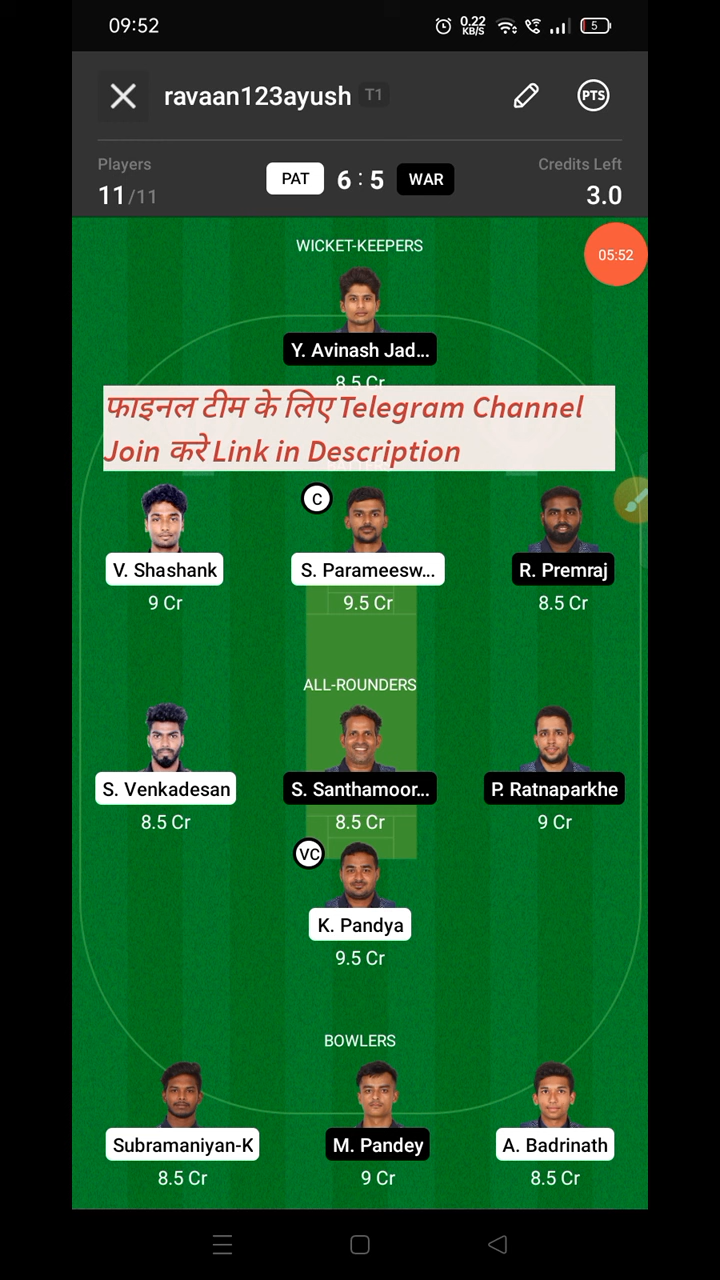 09:52
0.22
KB/S
5
ravaan123ayush T1
PTS
Players
Credits Left
11/11
PAT 6 : 5 WAR
3.0
WICKET-KEEPERS
05:52
Y. Avinash Jad...
8.5 Cr
फाइनल टीम के लिए Telegram Channel
Join करे Link in Description
C
V. Shashank
S. Parameesw...
R. Premraj
9 Cr
9.5 Cr
8.5 Cr
ALL-ROUNDERS
S. Venkadesan
S. Santhamoor...
P. Ratnaparkhe
8.5 Cr
8.5 Cr
9 Cr
VC
K. Pandya
9.5 Cr
BOWLERS
Subramaniyan-K
M. Pandey
A. Badrinath
8.5 Cr
9 Cr
8.5 Cr